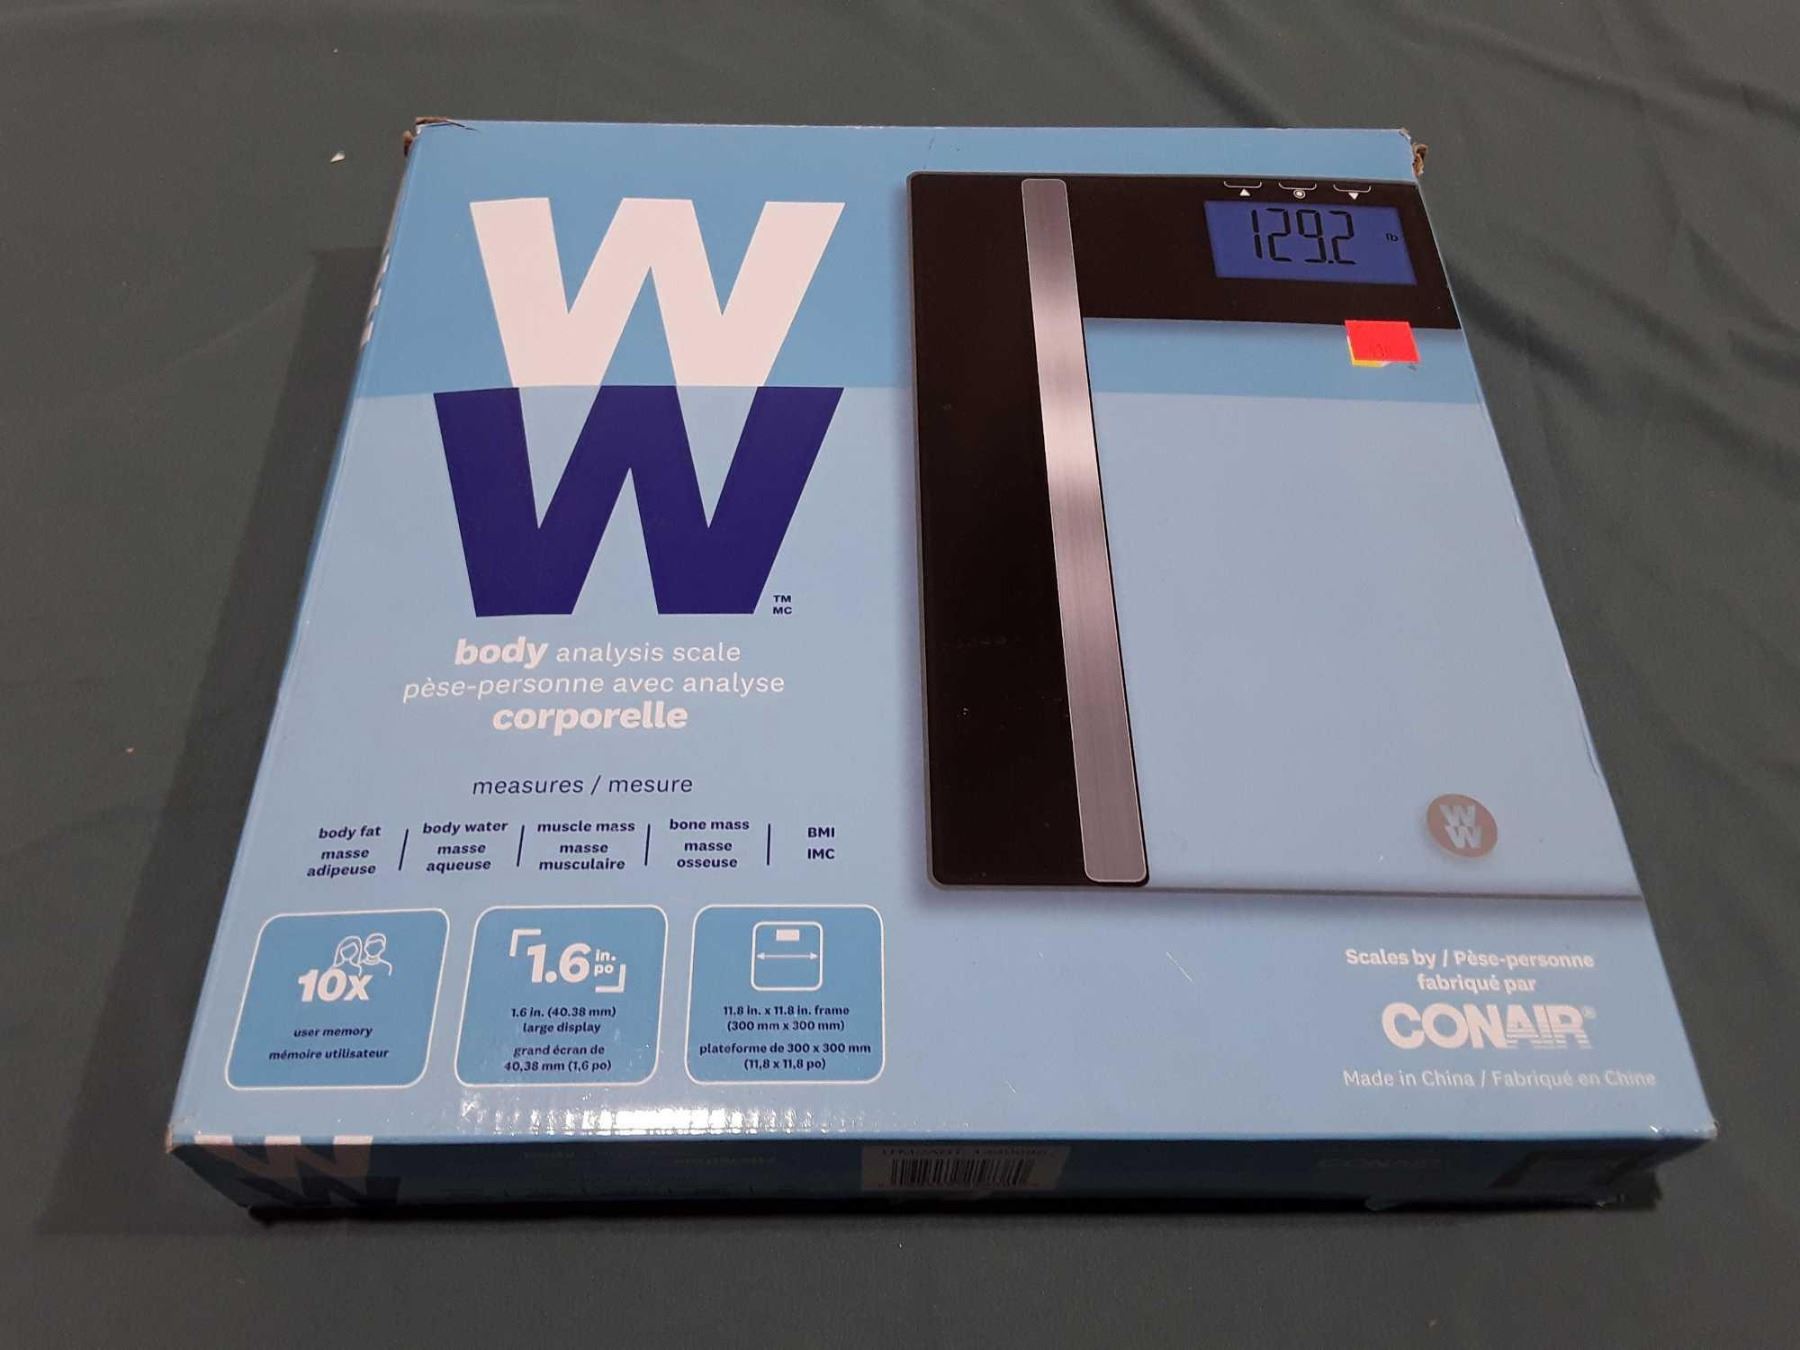 W
W
TM
MC
body analysis scale
pèse-personne avec analyse
corporelle
measures / mesure
body fat
masse
adipeuse
body water
masse
aqueuse
muscle mass
masse
musculaire
bone mass
masse
osseuse
BMI
IMC
10x
user memory
mémoire utilisateur
1.6 in.
po
1.6 in. (40.38 mm)
large display
grand écran de
40,38 mm (1,6 po)
11.8 in. x 11.8 in. frame
(300 mm x 300 mm)
plateforme de 300 x 300 mm
(11,8 x 11,8 po)
129.2 lb
W
W
Scales by / Pèse-personne
fabriqué par
CONAIR®
Made in China / Fabriqué en Chine
W
W
body
CONAIR